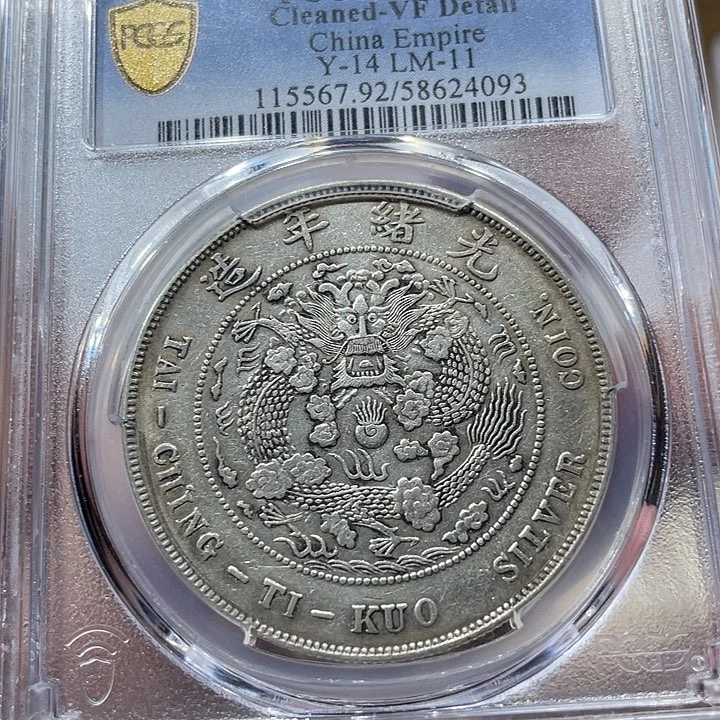 PCGS
Cleaned-VF Detail
China Empire
Y-14 LM-11
115567.92/58624093
光緒年造
TAI-CHING-TI-KUO SILVER COIN.
PCGS